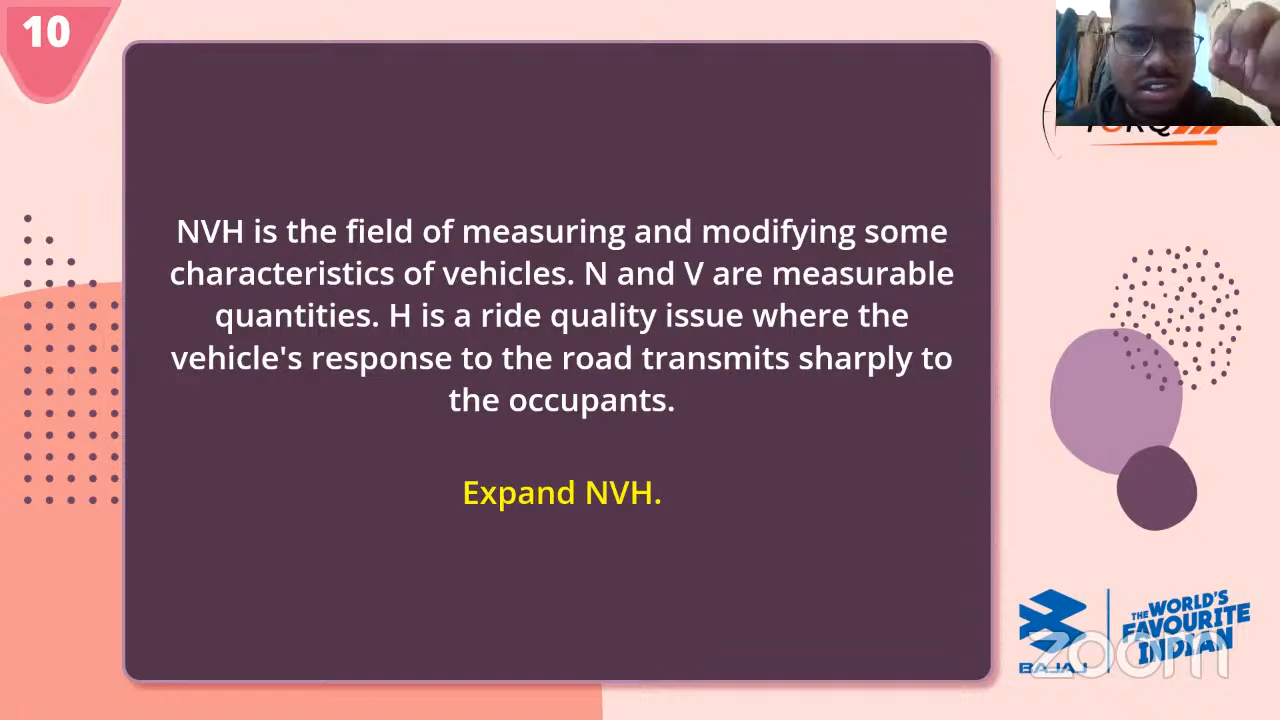 10
NVH is the field of measuring and modifying some
characteristics of vehicles. N and V are measurable
quantities. H is a ride quality issue where the
vehicle's response to the road transmits sharply to
the occupants.
Expand NVH.
THE WORLD'S
FAVOURITE
INDIAN
BAJAJ
zoom